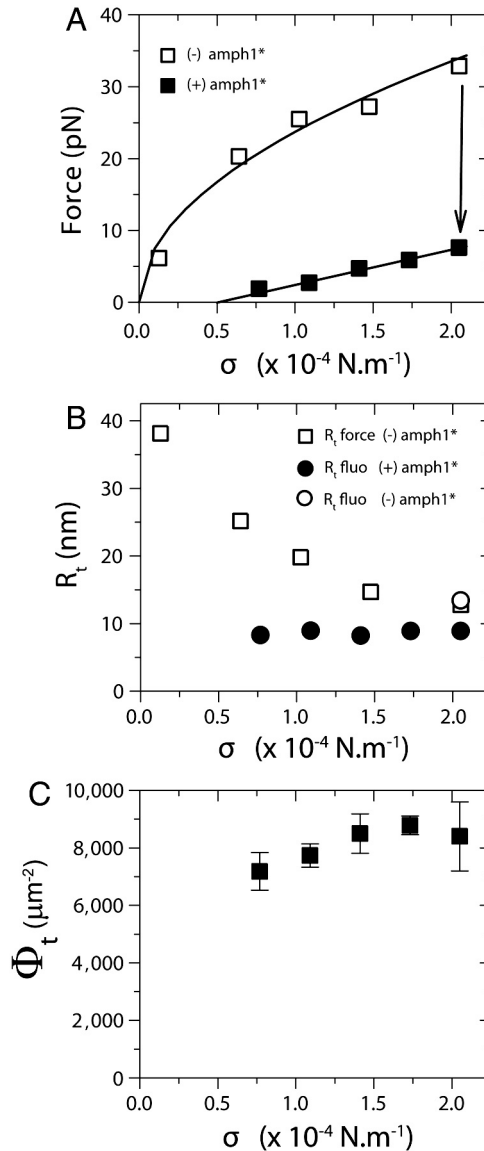 A
Force (pN)
40
30
20
10
0
(-) amph1*
(+) amph1*
0.0 0.5 1.0 1.5 2.0
σ (x 10⁻⁴ N.m⁻¹)
B
Rₜ (nm)
40
30
20
10
0
Rₜ force (-) amph1*
Rₜ fluo (+) amph1*
Rₜ fluo (-) amph1*
0.0 0.5 1.0 1.5 2.0
σ (x 10⁻⁴ N.m⁻¹)
C
Φₜ (μm⁻²)
10,000
8,000
6,000
4,000
2,000
0
0.0 0.5 1.0 1.5 2.0
σ (x 10⁻⁴ N.m⁻¹)